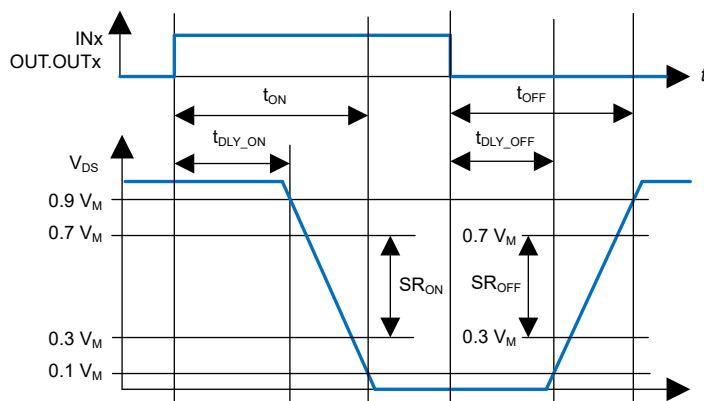 INx
OUT.OUTx
t
tON
tOFF
tDLY_ON
tDLY_OFF
VDS
0.9 VM
0.7 VM
0.7 VM
SRON
SROFF
0.3 VM
0.3 VM
0.1 VM